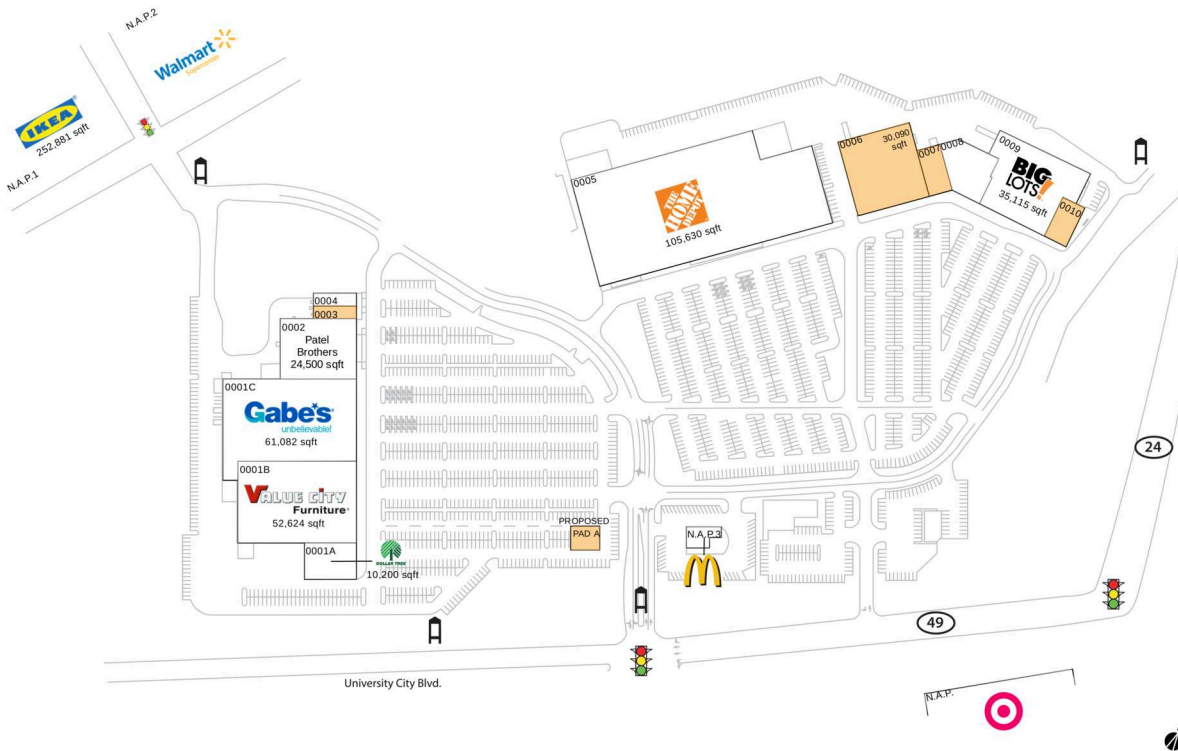 N.A.P.2
Walmart
Supercenter
IKEA
252,881 sqft
N.A.P.1
0005
THE
HOME
DEPOT
105,630 sqft
0006
30,090
sqft
0007
0008
0009
BIG
LOTS!
35,115 sqft
0010
0004
0003
0002
Patel
Brothers
24,500 sqft
0001C
Gabe's
unbelievable!
61,082 sqft
0001B
VALUE CITY
Furniture
52,624 sqft
0001A
DOLLAR TREE
10,200 sqft
PROPOSED
PAD A
N.A.P.3
24
49
University City Blvd.
N.A.P.